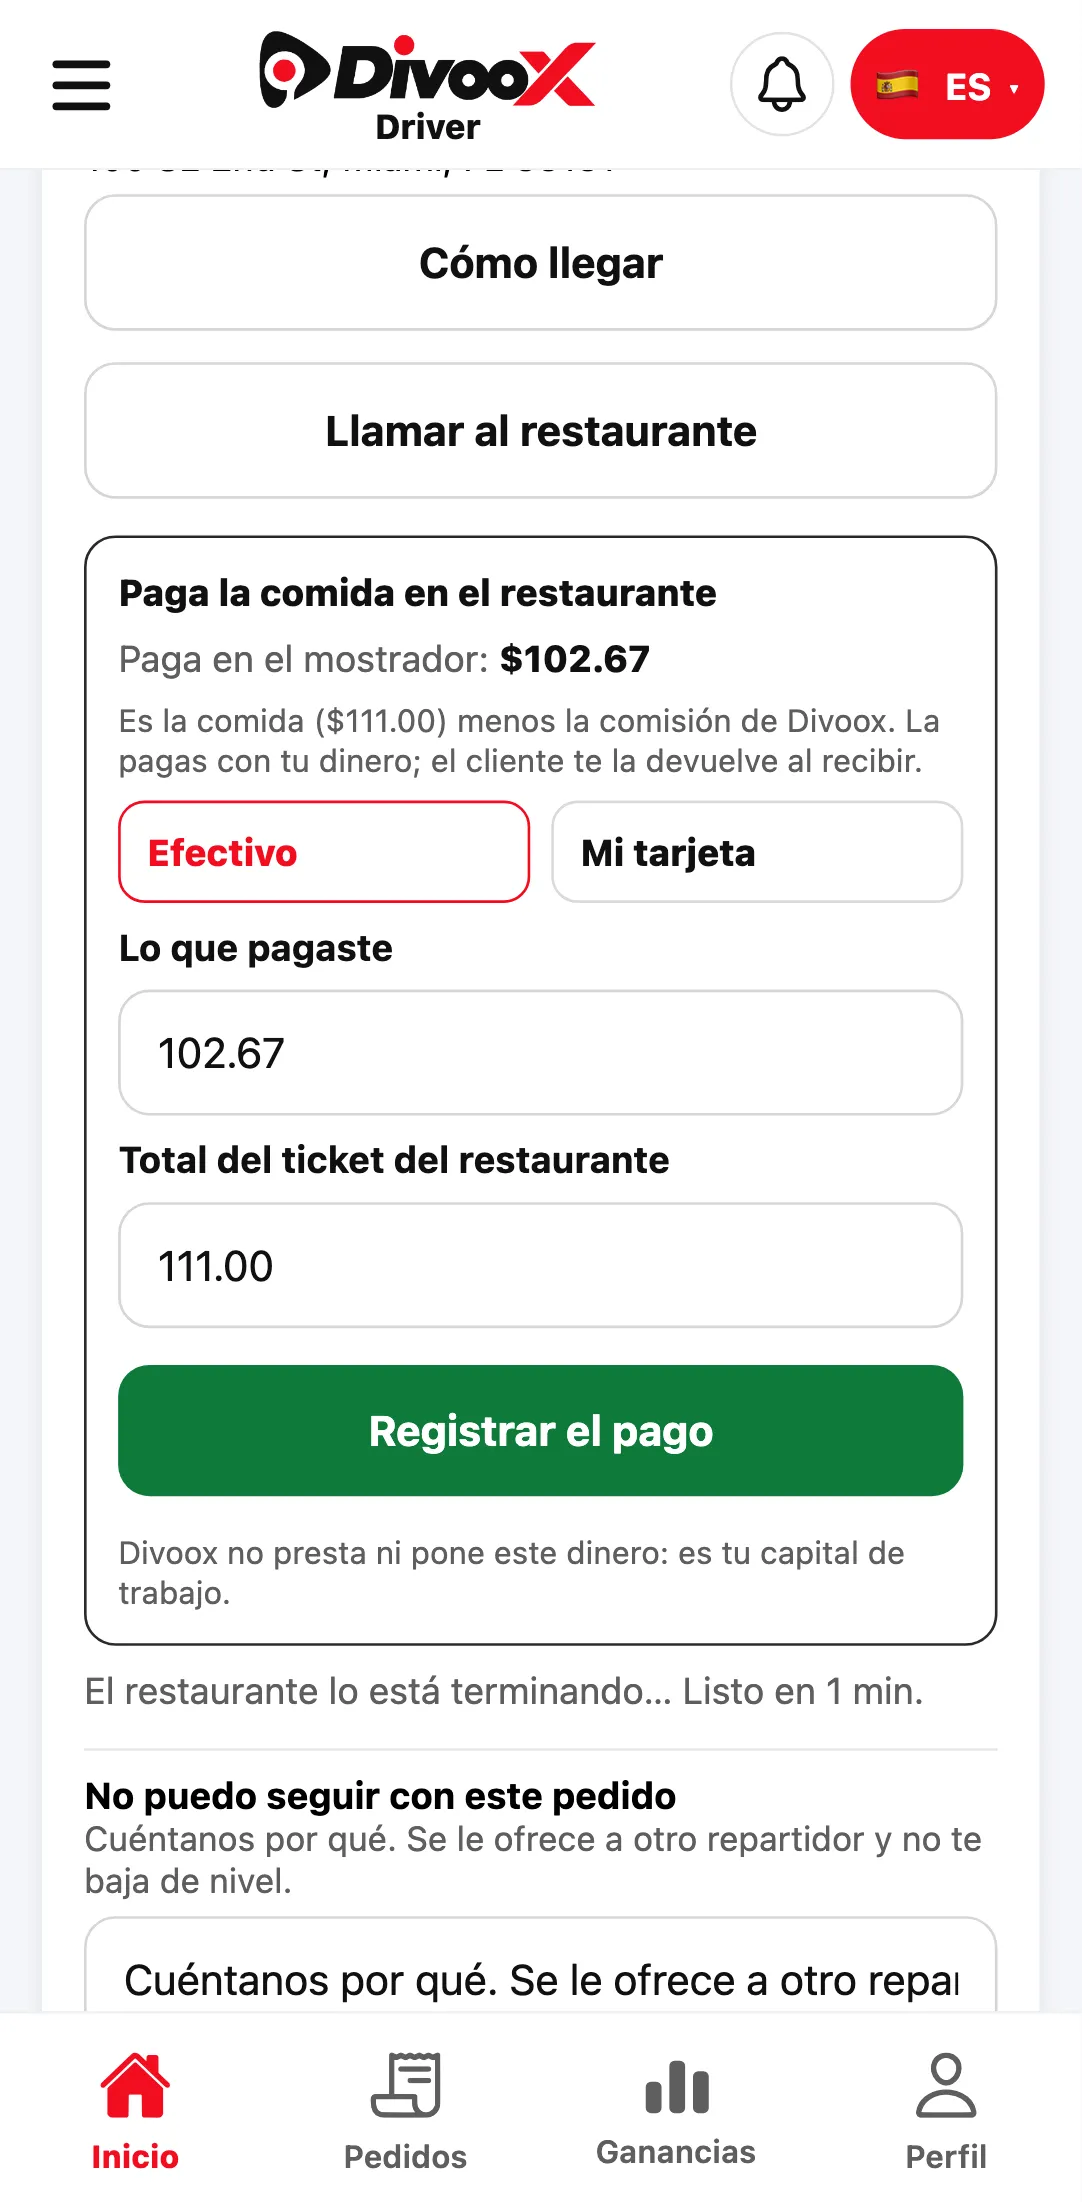 DivooX
Driver
ES
Cómo llegar
Llamar al restaurante
Paga la comida en el restaurante
Paga en el mostrador: $102.67
Es la comida ($111.00) menos la comisión de Divoox. La
pagas con tu dinero; el cliente te la devuelve al recibir.
Efectivo
Mi tarjeta
Lo que pagaste
102.67
Total del ticket del restaurante
111.00
Registrar el pago
Divoox no presta ni pone este dinero: es tu capital de
trabajo.
El restaurante lo está terminando... Listo en 1 min.
No puedo seguir con este pedido
Cuéntanos por qué. Se le ofrece a otro repartidor y no te
baja de nivel.
Cuéntanos por qué. Se le ofrece a otro repar
Inicio
Pedidos
Ganancias
Perfil